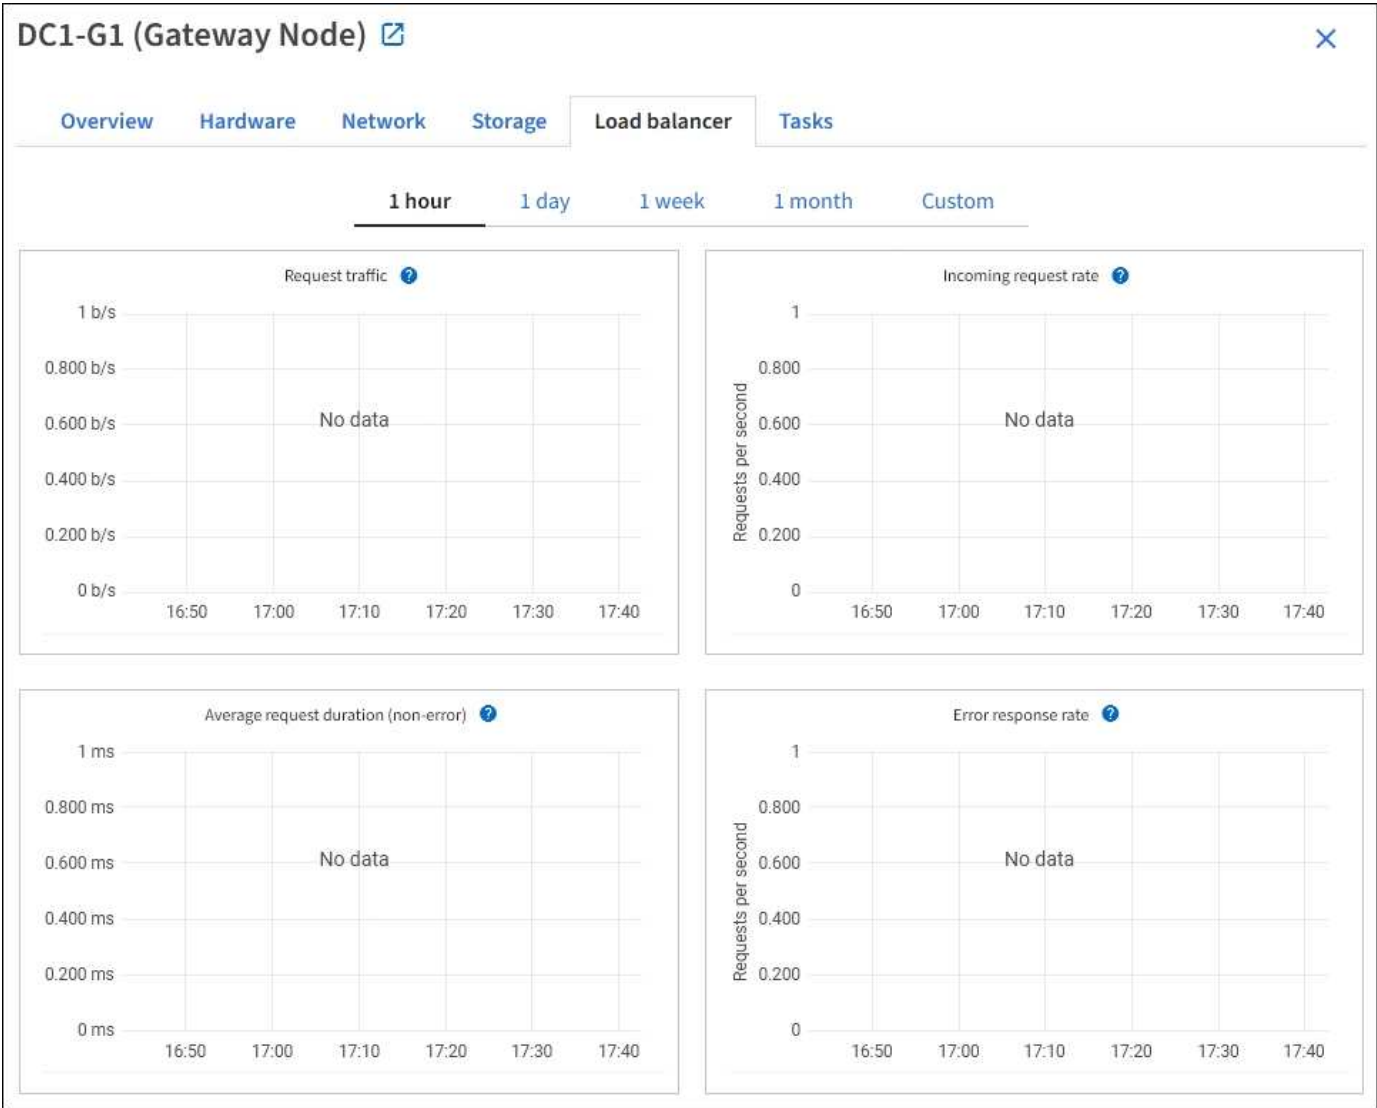 DC1-G1 (Gateway Node)
Overview Hardware Network Storage Load balancer Tasks
1 hour 1 day 1 week 1 month Custom
Request traffic
1 b/s
0.800 b/s
0.600 b/s
0.400 b/s
0.200 b/s
0 b/s
No data
16:50 17:00 17:10 17:20 17:30 17:40
Incoming request rate
Requests per second
1
0.800
0.600
0.400
0.200
0
No data
16:50 17:00 17:10 17:20 17:30 17:40
Average request duration (non-error)
1 ms
0.800 ms
0.600 ms
0.400 ms
0.200 ms
0 ms
No data
16:50 17:00 17:10 17:20 17:30 17:40
Error response rate
Requests per second
1
0.800
0.600
0.400
0.200
0
No data
16:50 17:00 17:10 17:20 17:30 17:40